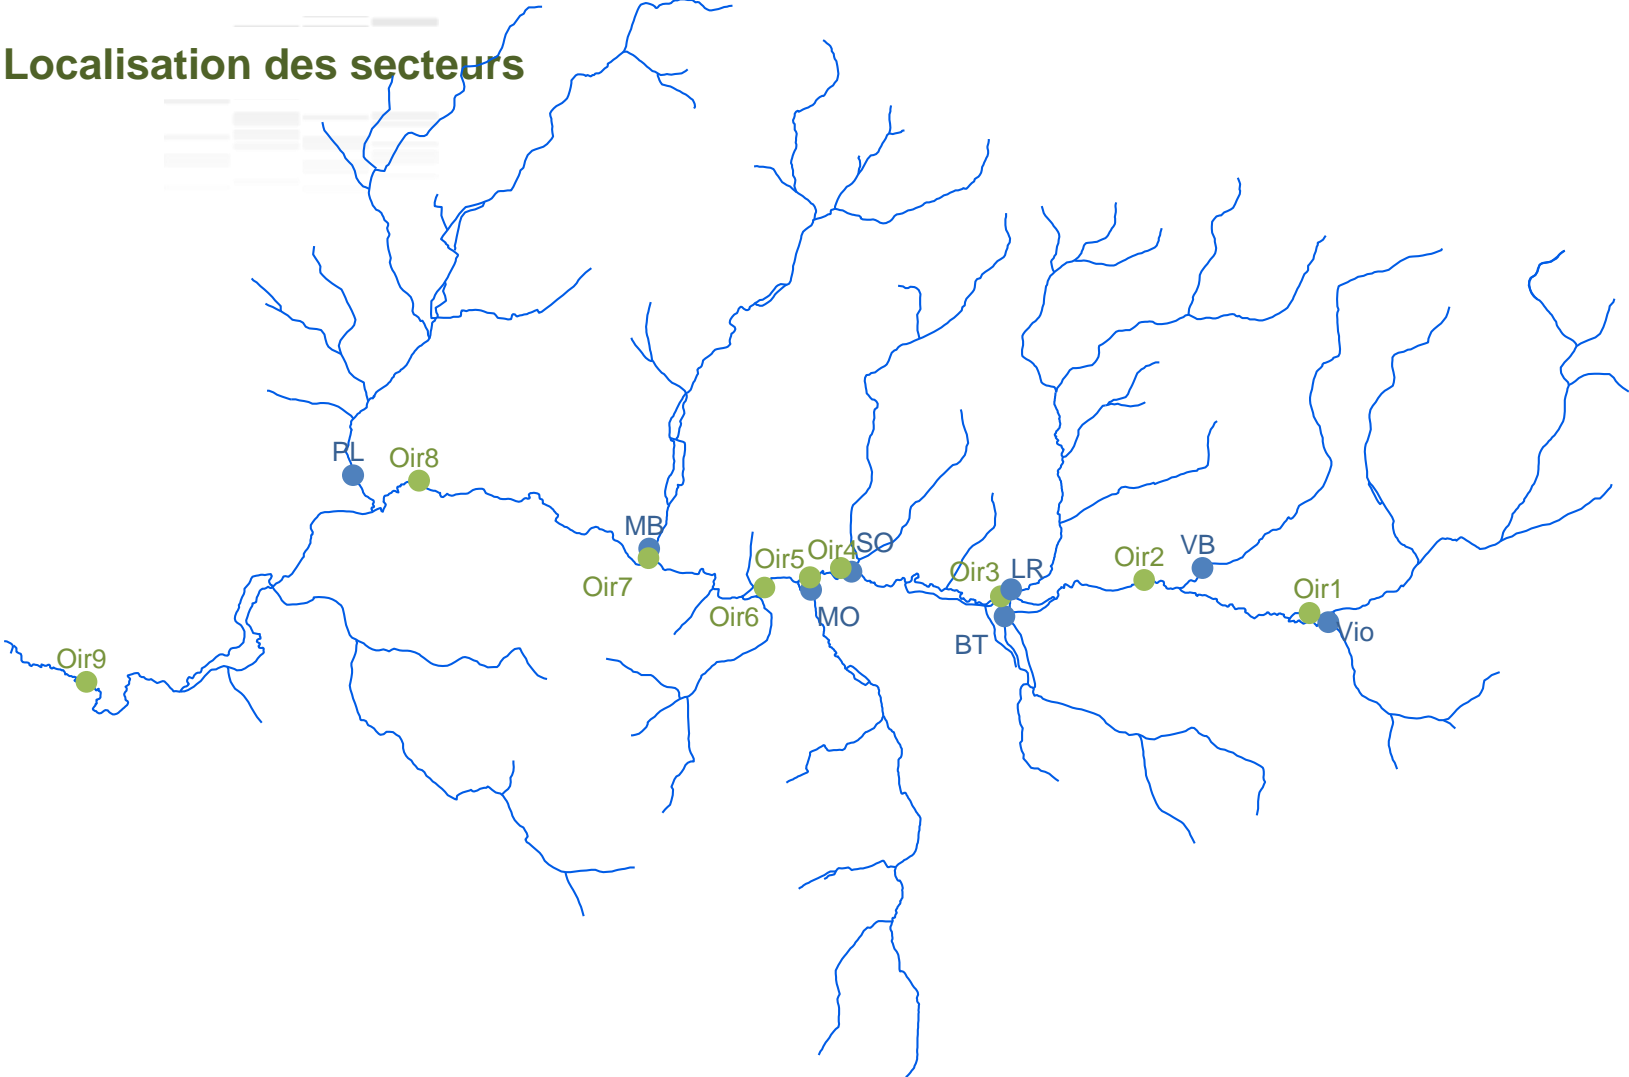 Localisation des secteurs
PL
Oir8
MB
Oir7
Oir5
Oir4
SO
Oir6
MO
Oir3
LR
BT
Oir2
VB
Oir1
Vio
Oir9